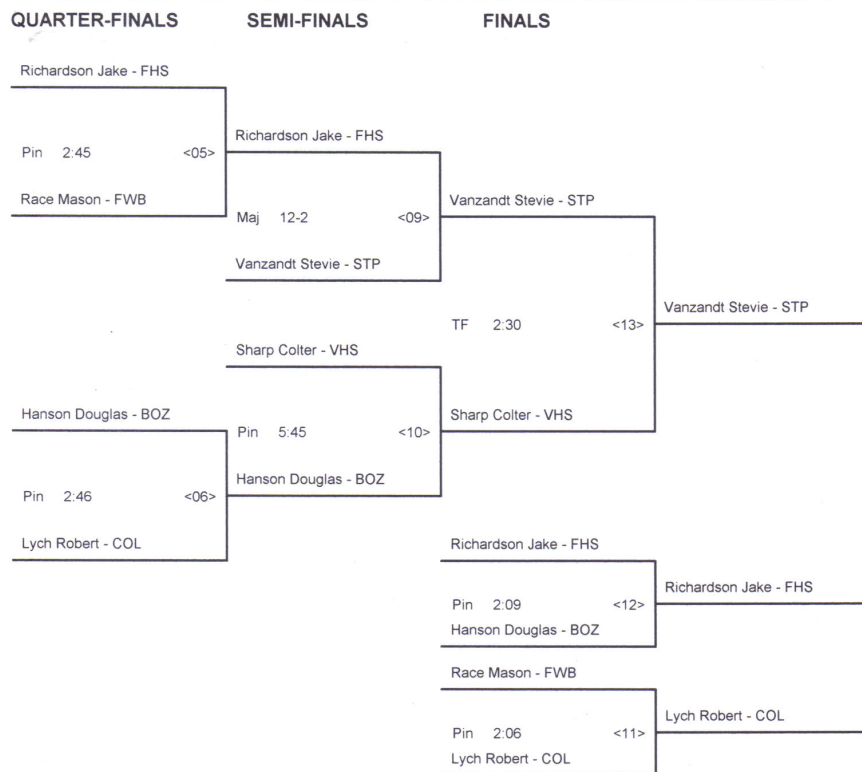 QUARTER-FINALS SEMI-FINALS FINALS
Richardson Jake - FHS
Richardson Jake - FHS
Pin 2:45 <05>
Race Mason - FWB
Vanzandt Stevie - STP
Maj 12-2 <09>
Vanzandt Stevie - STP
Vanzandt Stevie - STP
TF 2:30 <13>
Sharp Colter - VHS
Hanson Douglas - BOZ
Sharp Colter - VHS
Pin 5:45 <10>
Hanson Douglas - BOZ
Pin 2:46 <06>
Lych Robert - COL
Richardson Jake - FHS
Richardson Jake - FHS
Pin 2:09 <12>
Hanson Douglas - BOZ
Race Mason - FWB
Lych Robert - COL
Pin 2:06 <11>
Lych Robert - COL